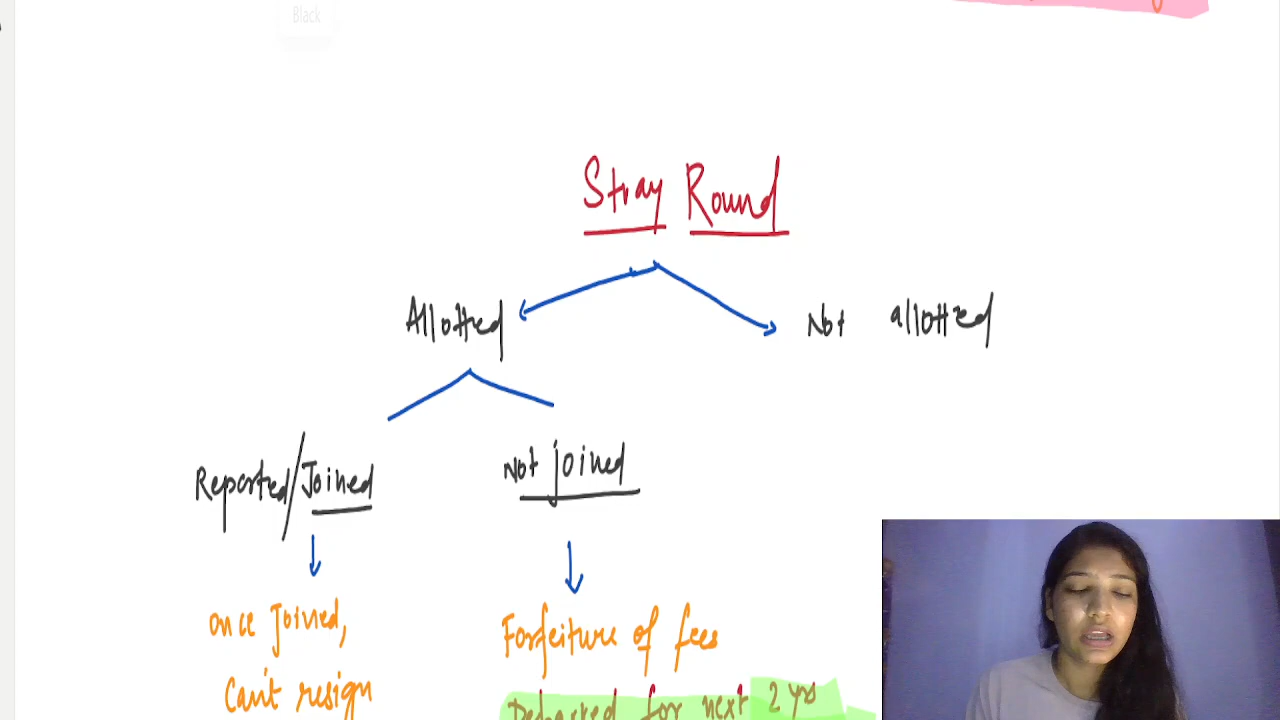 Black
Stray Round
Allotted
Not allotted
Reported/Joined
Not joined
once Joined,
Can't resign
Forfeiture of fees
Debarred for next 2 yrs